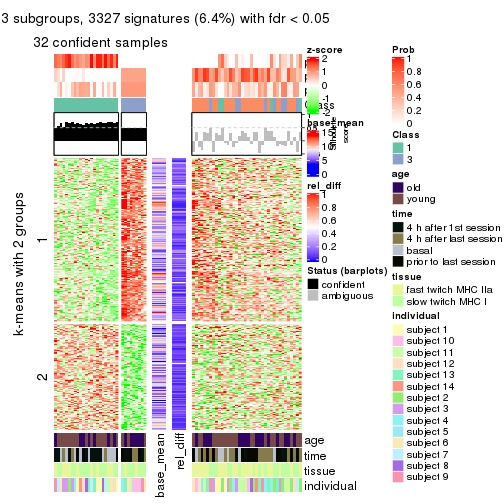 3 subgroups, 3327 signatures (6.4%) with fdr < 0.05
32 confident samples
k-means with 2 groups
1
2
Class
age
time
tissue
individual
base_mean
rel_diff
z-score
2
1
0
-1
-2
base_mean
15
10
5
0
rel_diff
1
0.8
0.6
0.4
0.2
0
Status (barplots)
confident
ambiguous
Prob
1
0.8
0.6
0.4
0.2
0
Class
1
3
age
old
young
time
4 h after 1st session
4 h after last session
basal
prior to last session
tissue
fast twitch MHC IIa
slow twitch MHC I
individual
subject 1
subject 10
subject 11
subject 12
subject 13
subject 14
subject 2
subject 3
subject 4
subject 5
subject 6
subject 7
subject 8
subject 9